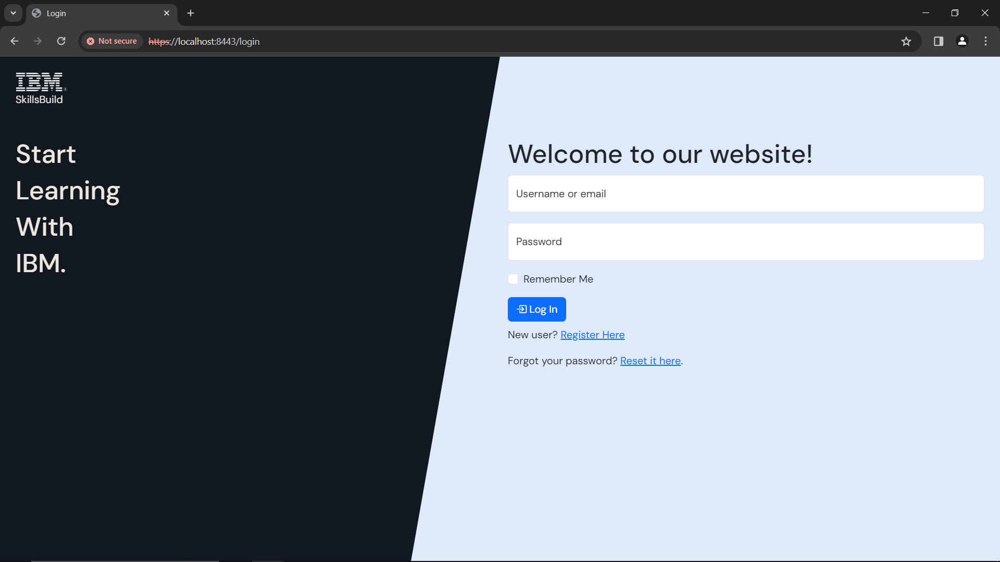 Login
Not secure
https://localhost:8443/login
IBM®
SkillsBuild
Start
Learning
With
IBM.
Welcome to our website!
Username or email
Password
Remember Me
Log In
New user? Register Here
Forgot your password? Reset it here.